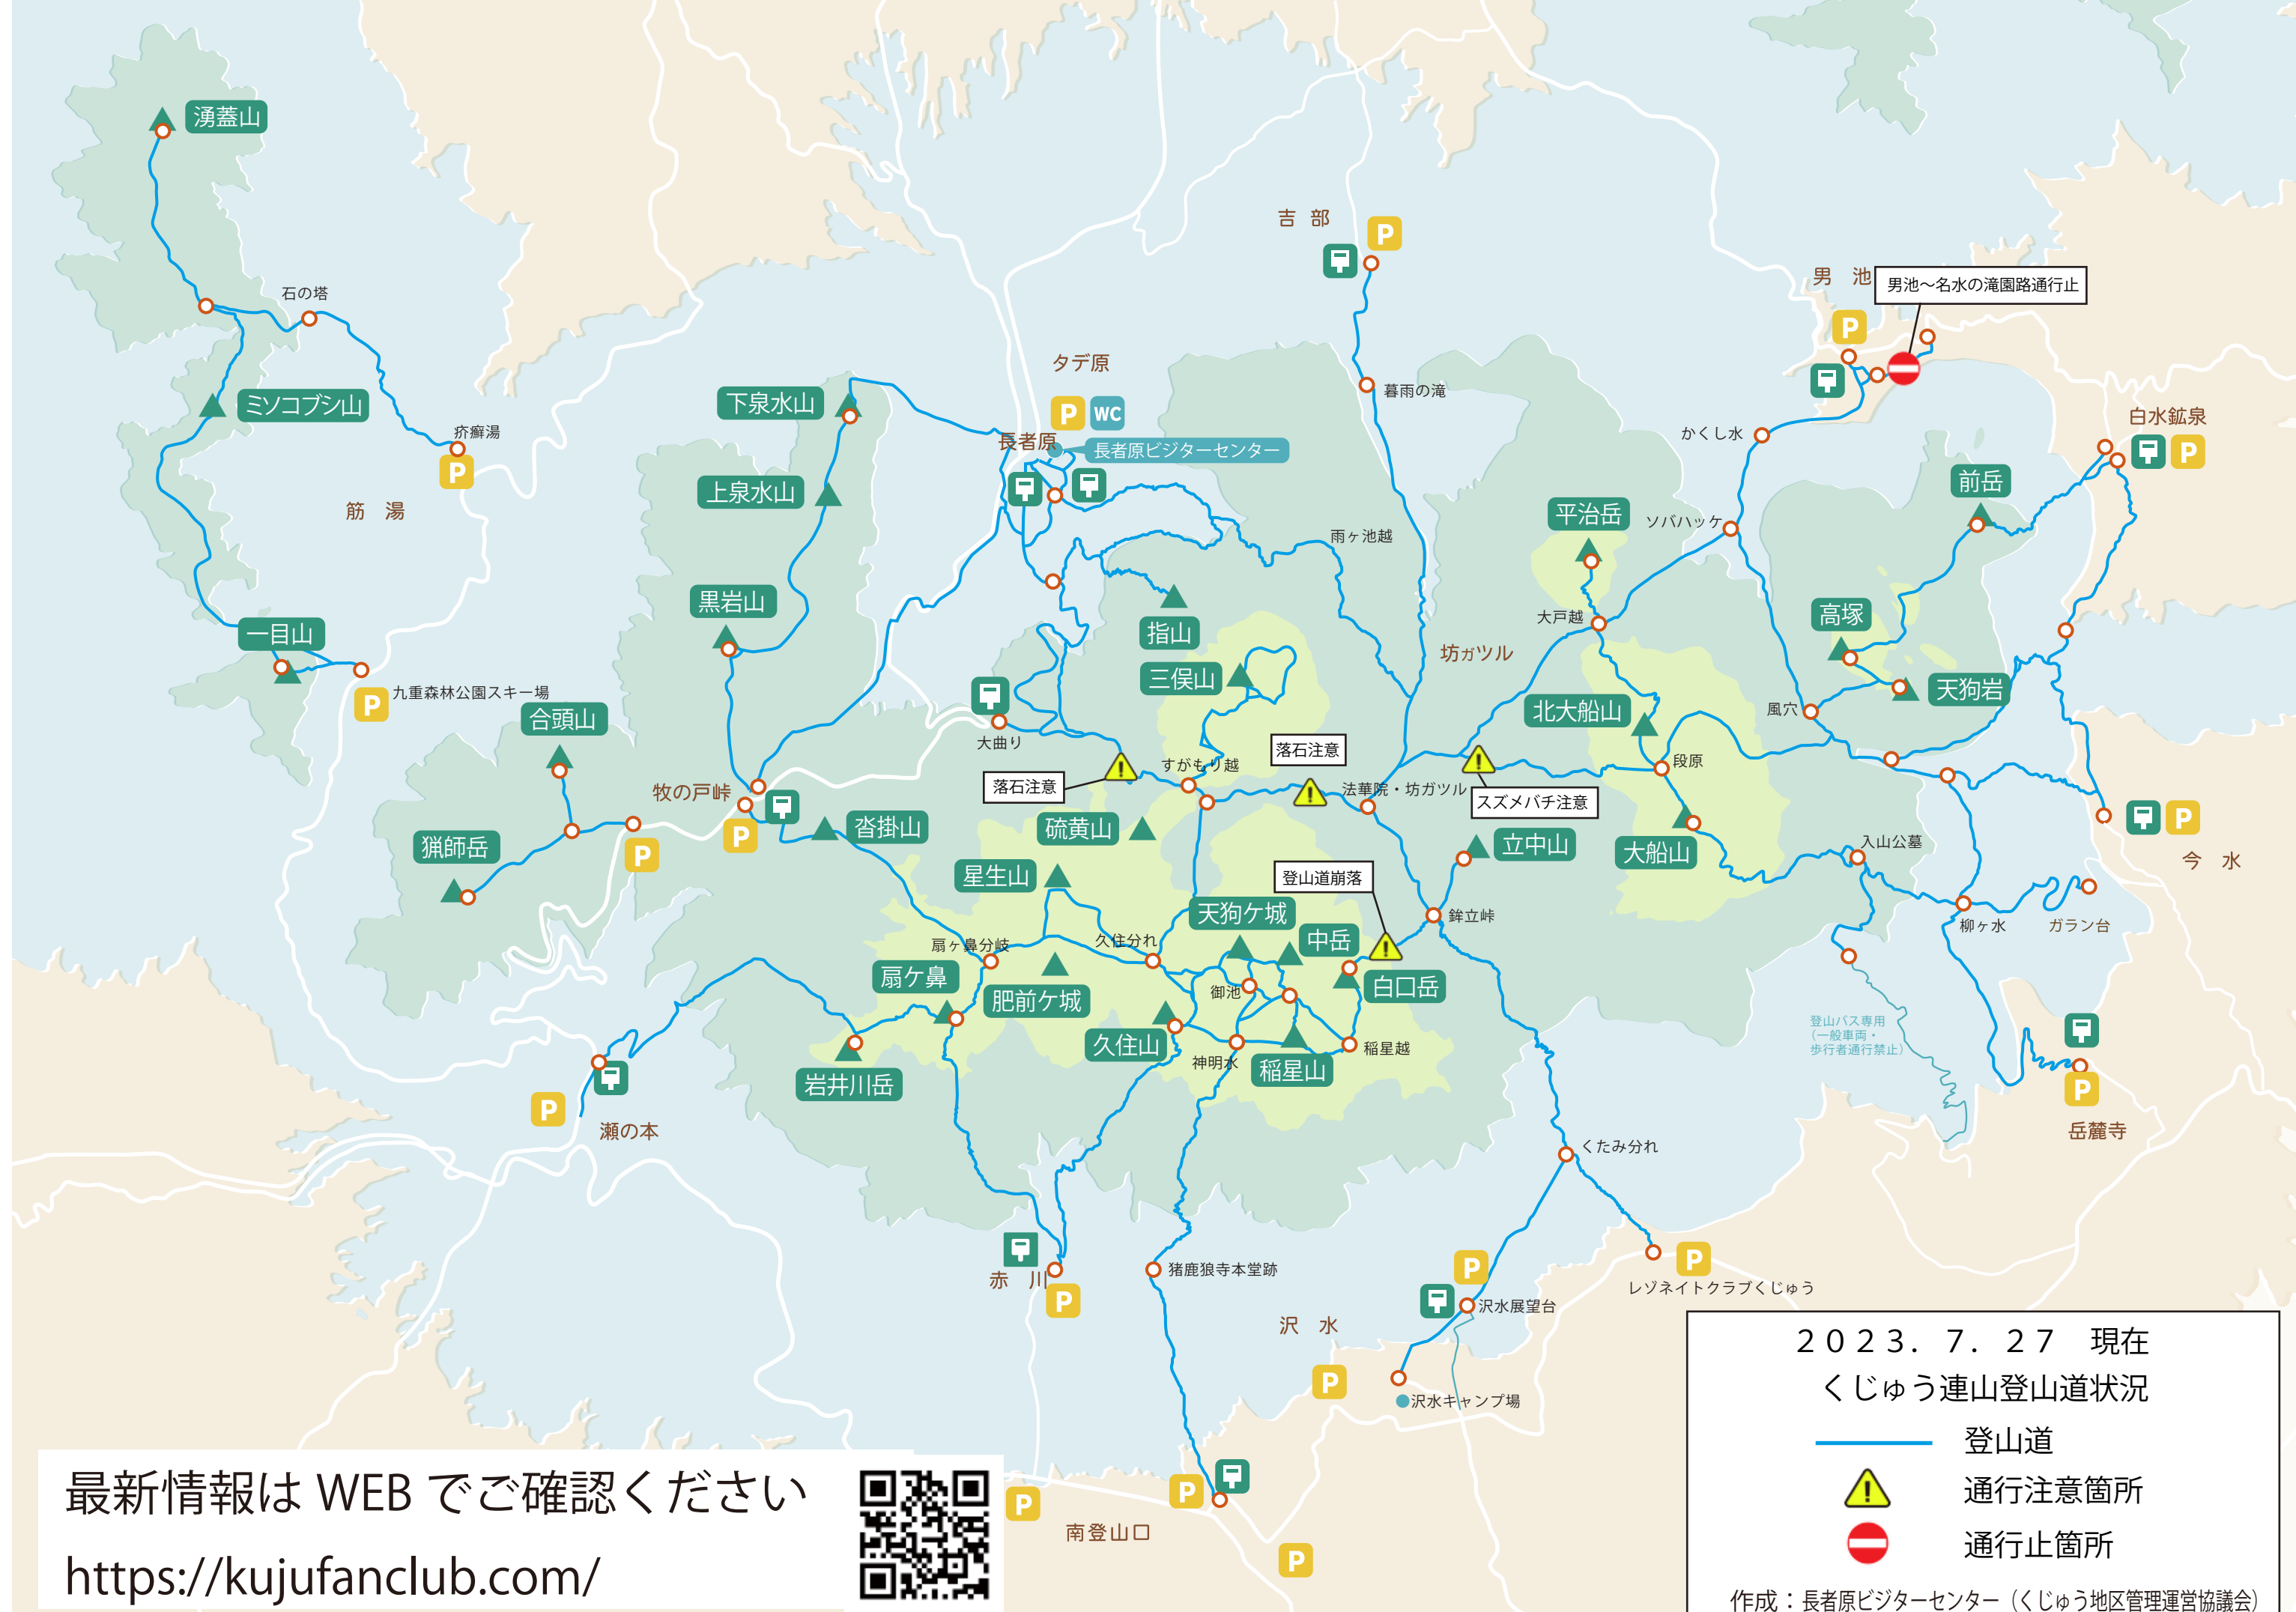 湧蓋山
石の塔
ミソコブシ山
疥癬湯
P
筋 湯
一目山
P
九重森林公園スキー場
合頭山
猟師岳
P
下泉水山
上泉水山
黒岩山
牧の戸峠
P
沓掛山
タデ原
P
WC
長者原
長者原ビジターセンター
吉 部
P
暮雨の滝
雨ヶ池越
指山
三俣山
大曲り
落石注意
すがもり越
落石注意
硫黄山
法華院・坊ガツル
坊ガツル
スズメバチ注意
立中山
星生山
登山道崩落
天狗ケ城
中岳
白口岳
鉾立峠
扇ヶ鼻分岐
久住分れ
扇ケ鼻
肥前ケ城
御池
久住山
神明水
稲星山
稲星越
岩井川岳
瀬の本
P
男 池
男池～名水の滝園路通行止
P
かくし水
ソバハッケ
白水鉱泉
P
前岳
平治岳
大戸越
高塚
天狗岩
風穴
北大船山
段原
大船山
入山公墓
今 水
P
柳ヶ水
ガラン台
登山バス専用
（一般車両・
歩行者通行禁止）
岳麓寺
P
くたみ分れ
P
レゾネイトクラブくじゅう
赤 川
P
猪鹿狼寺本堂跡
P
沢水展望台
沢 水
P
沢水キャンプ場
P
P
南登山口
P
２０２３．７．２７ 現在
くじゅう連山登山道状況
登山道
通行注意箇所
通行止箇所
作成：長者原ビジターセンター（くじゅう地区管理運営協議会）
最新情報は WEB でご確認ください
https://kujufanclub.com/